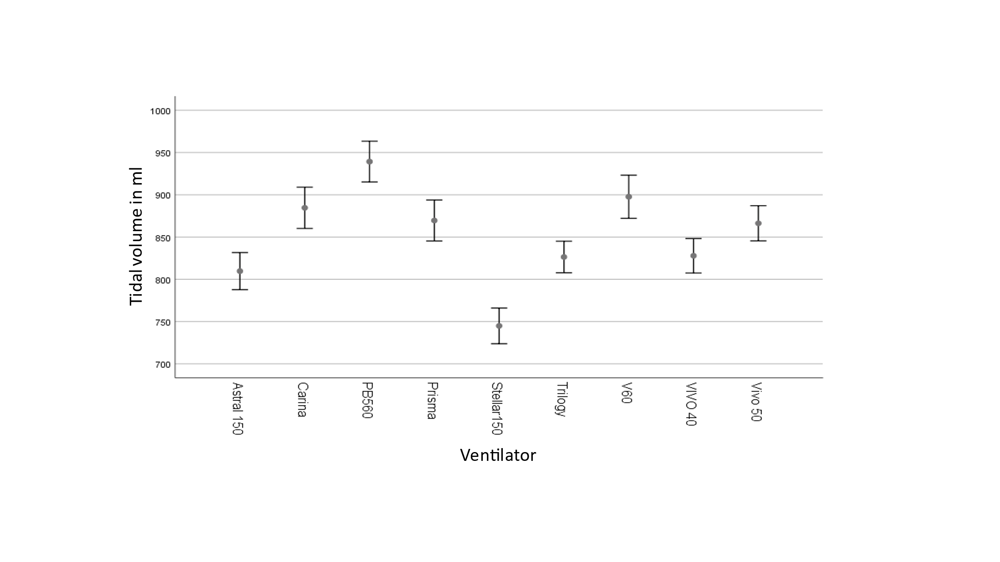 Tidal volume in ml
1000
950
900
850
800
750
700
Astral 150
Carina
PB560
Prisma
Stellar150
Trilogy
V60
VIVO 40
Vivo 50
Ventilator